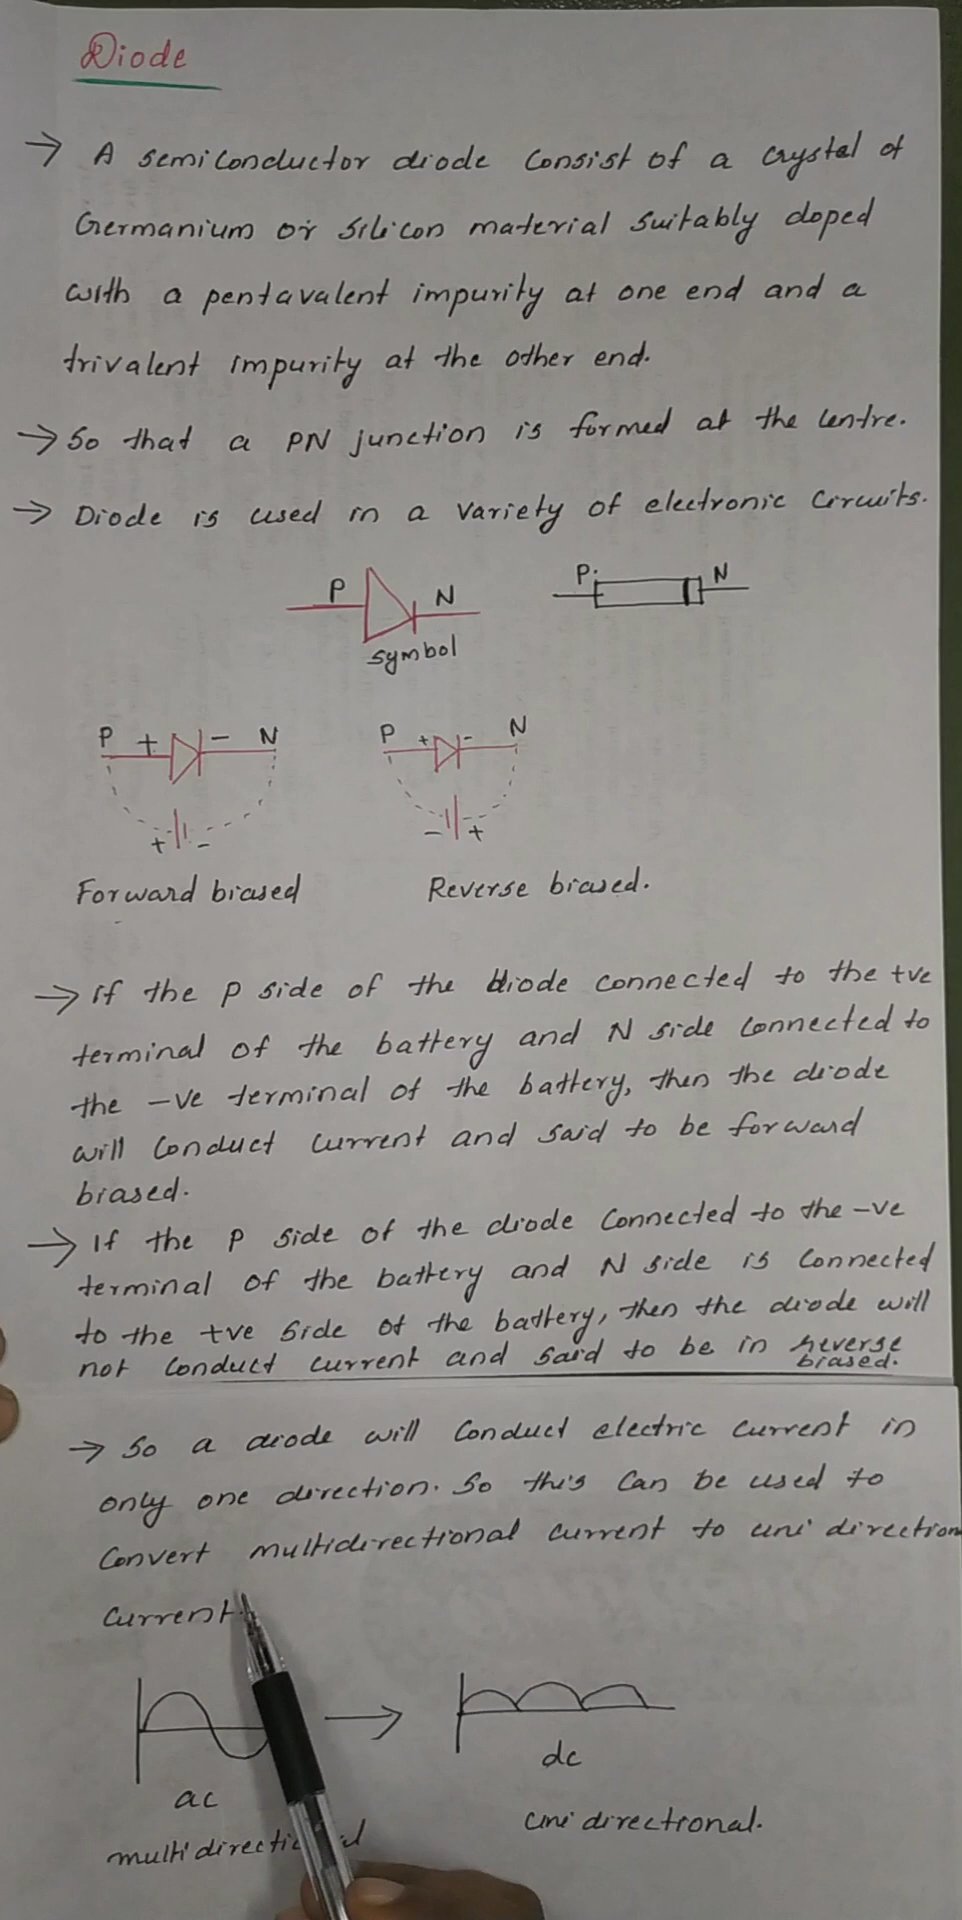 Diode
→ A semiconductor diode consist of a crystal of
Germanium or silicon material suitably doped
with a pentavalent impurity at one end and a
trivalent impurity at the other end.
→ So that a PN junction is formed at the centre.
→ Diode is used in a variety of electronic circuits.
P N
symbol
P. N
P + - N
+ -
Forward biased
P + - N
- +
Reverse biased.
→ If the P side of the diode connected to the +ve
terminal of the battery and N side connected to
the -ve terminal of the battery, then the diode
will conduct current and said to be forward
biased.
→ If the P side of the diode connected to the -ve
terminal of the battery and N side is connected
to the +ve side of the battery, then the diode will
not conduct current and said to be in reverse
biased.
→ So a diode will conduct electric current in
only one direction. So this can be used to
convert multidirectional current to uni direction
current.
ac
→
dc
uni directional.